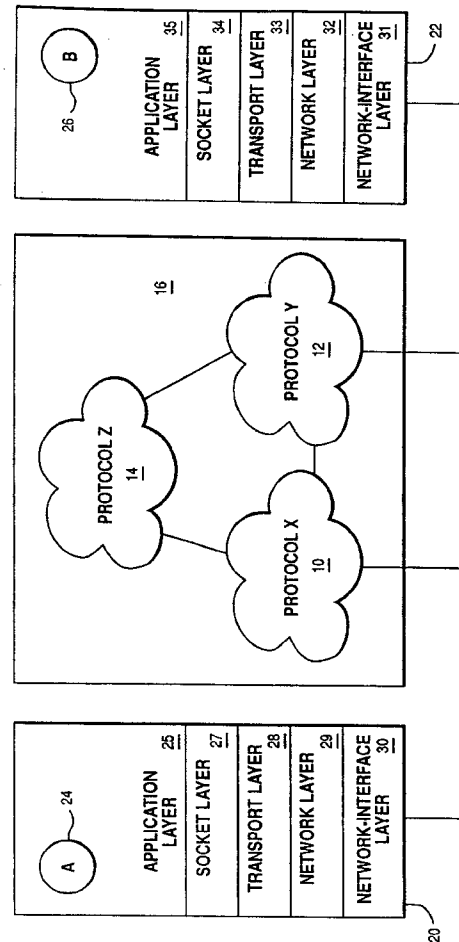 A
24
APPLICATION
LAYER
25
SOCKET LAYER
27
TRANSPORT LAYER
28
NETWORK LAYER
29
NETWORK-INTERFACE
LAYER
30
20
PROTOCOL Z
14
16
PROTOCOL X
10
PROTOCOL Y
12
26
B
APPLICATION
LAYER
35
SOCKET LAYER
34
TRANSPORT LAYER
33
NETWORK LAYER
32
NETWORK-INTERFACE
LAYER
31
22